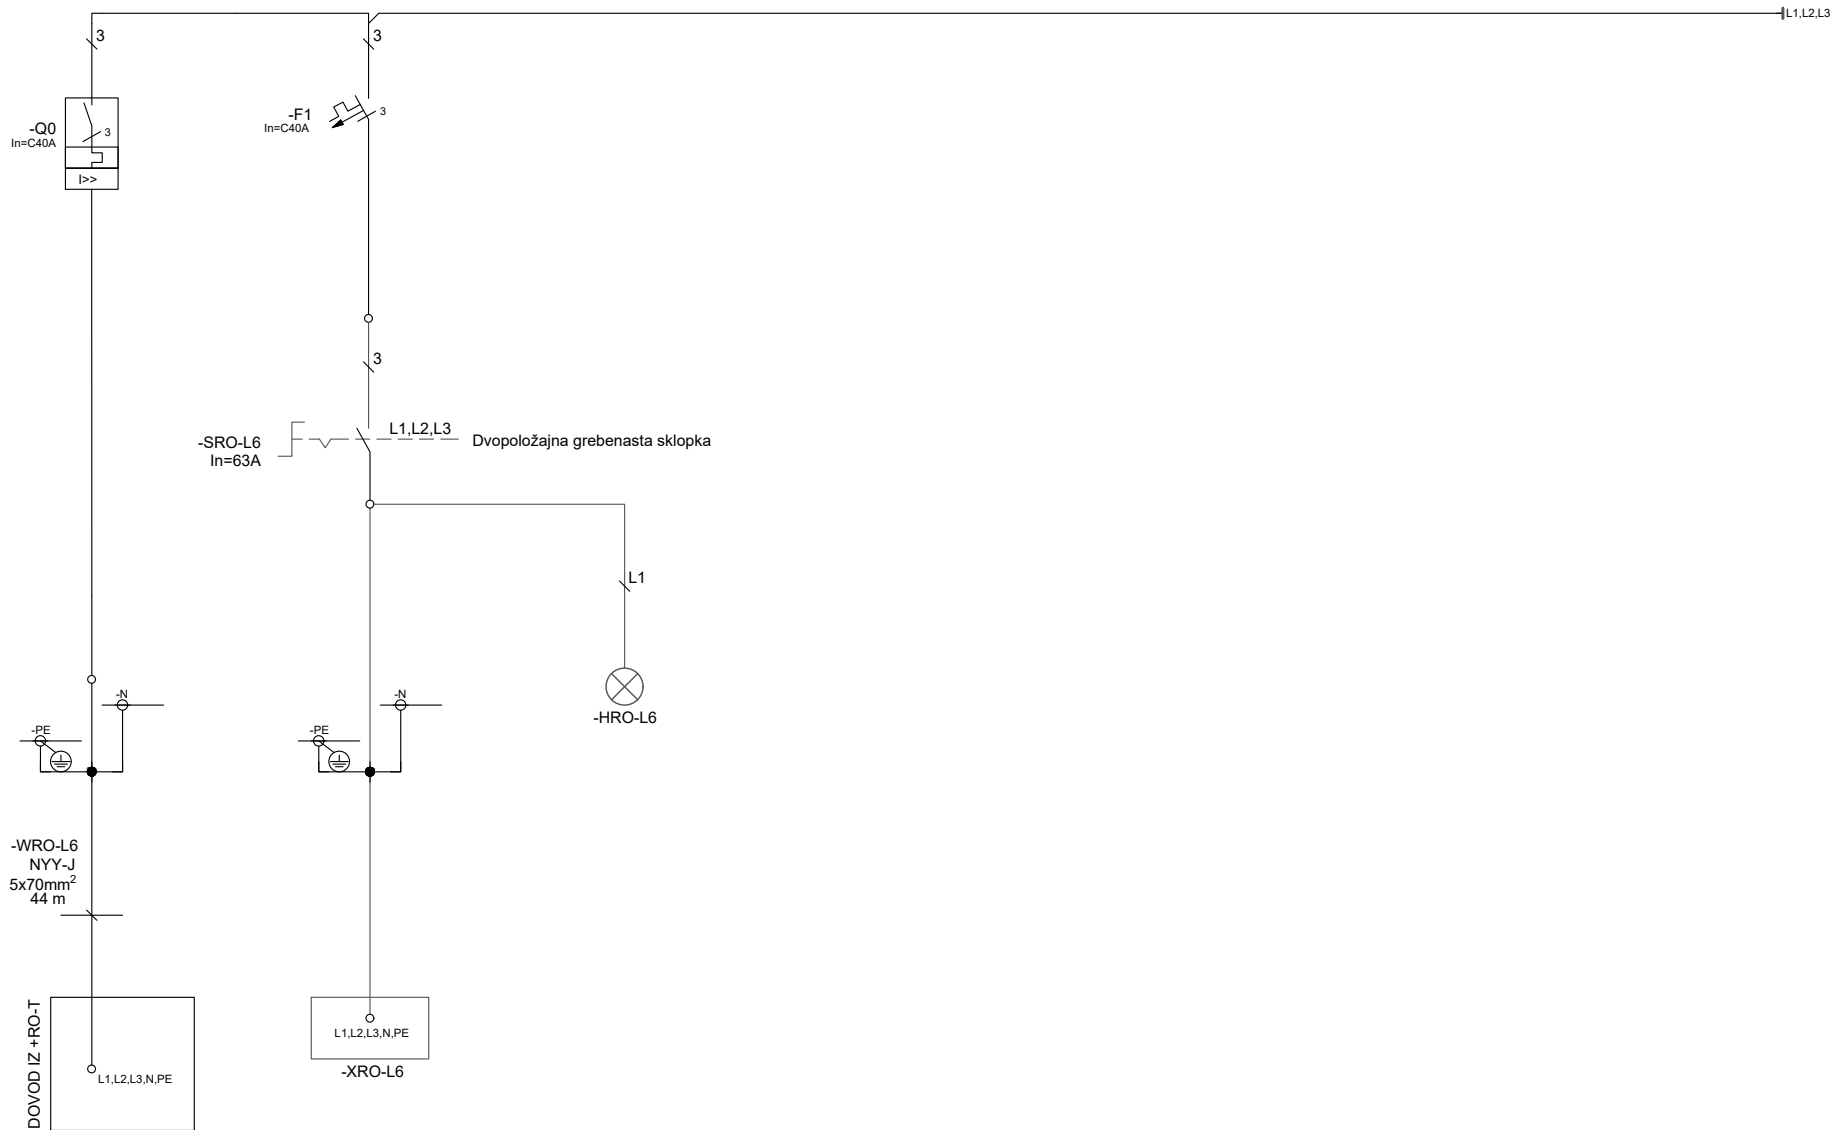 L1,L2,L3
3
3
-Q0
In=C40A
3
I>>
-F1
In=C40A
3
3
-SRO-L6
In=63A
L1,L2,L3
Dvopoložajna grebenasta sklopka
L1
-HRO-L6
-N
-PE
-N
-PE
-WRO-L6
NYY-J
5x70mm²
44 m
DOVOD IZ +RO-T
L1,L2,L3,N,PE
L1,L2,L3,N,PE
-XRO-L6